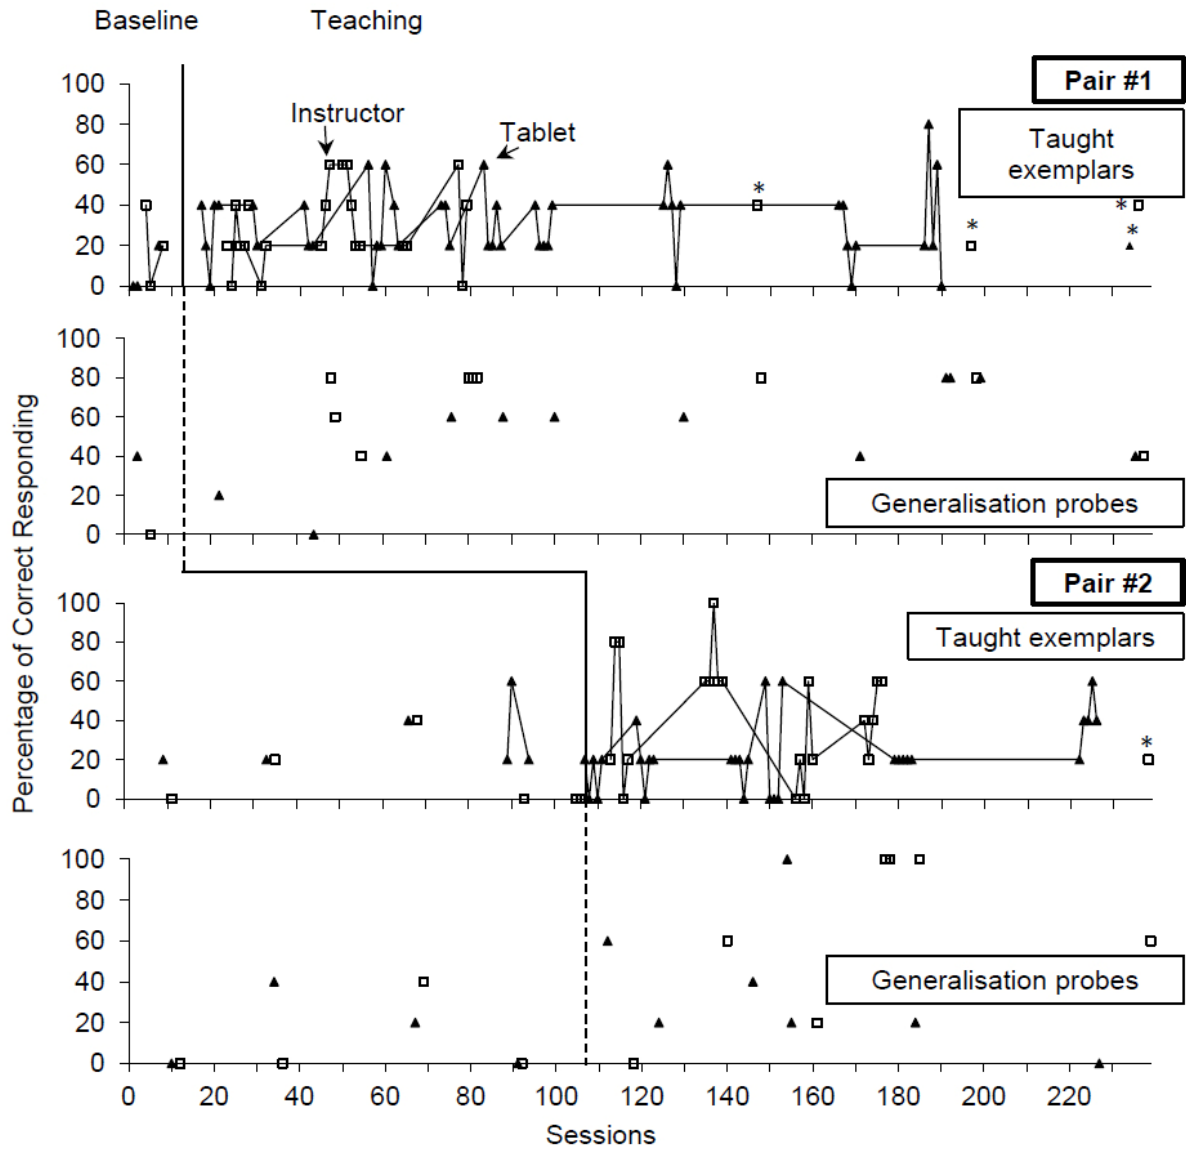 Baseline Teaching
Pair #1
Taught
exemplars
Instructor
Tablet
100
80
60
40
20
0
* * * *
Percentage of Correct Responding
100
80
60
40
20
0
Generalisation probes
Pair #2
Taught exemplars
100
80
60
40
20
0
*
100
80
60
40
20
0
Generalisation probes
0 20 40 60 80 100 120 140 160 180 200 220
Sessions